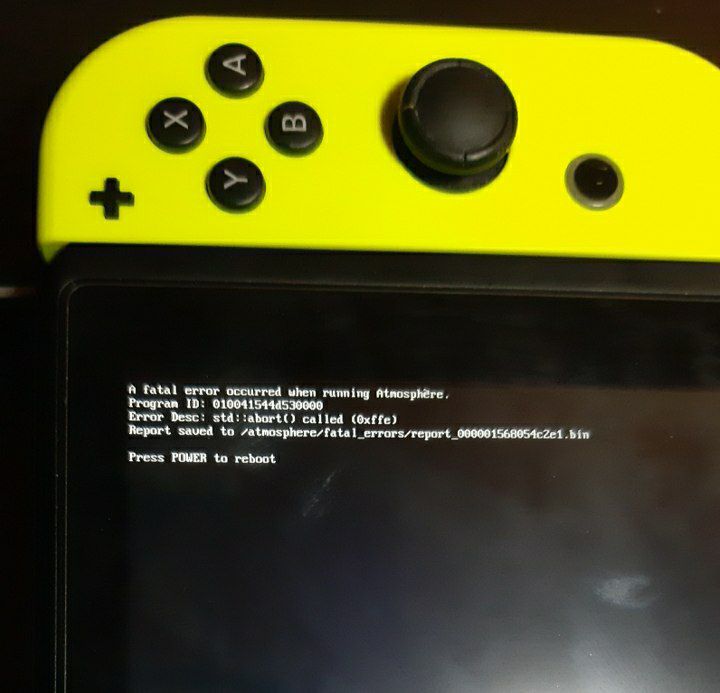 A
X
B
Y
A fatal error occurred when running Atmosphère.
Program ID: 010041544d530000
Error Desc: std::abort() called (0xffe)
Report saved to /atmosphere/fatal_errors/report_000001568054c2e1.bin
Press POWER to reboot